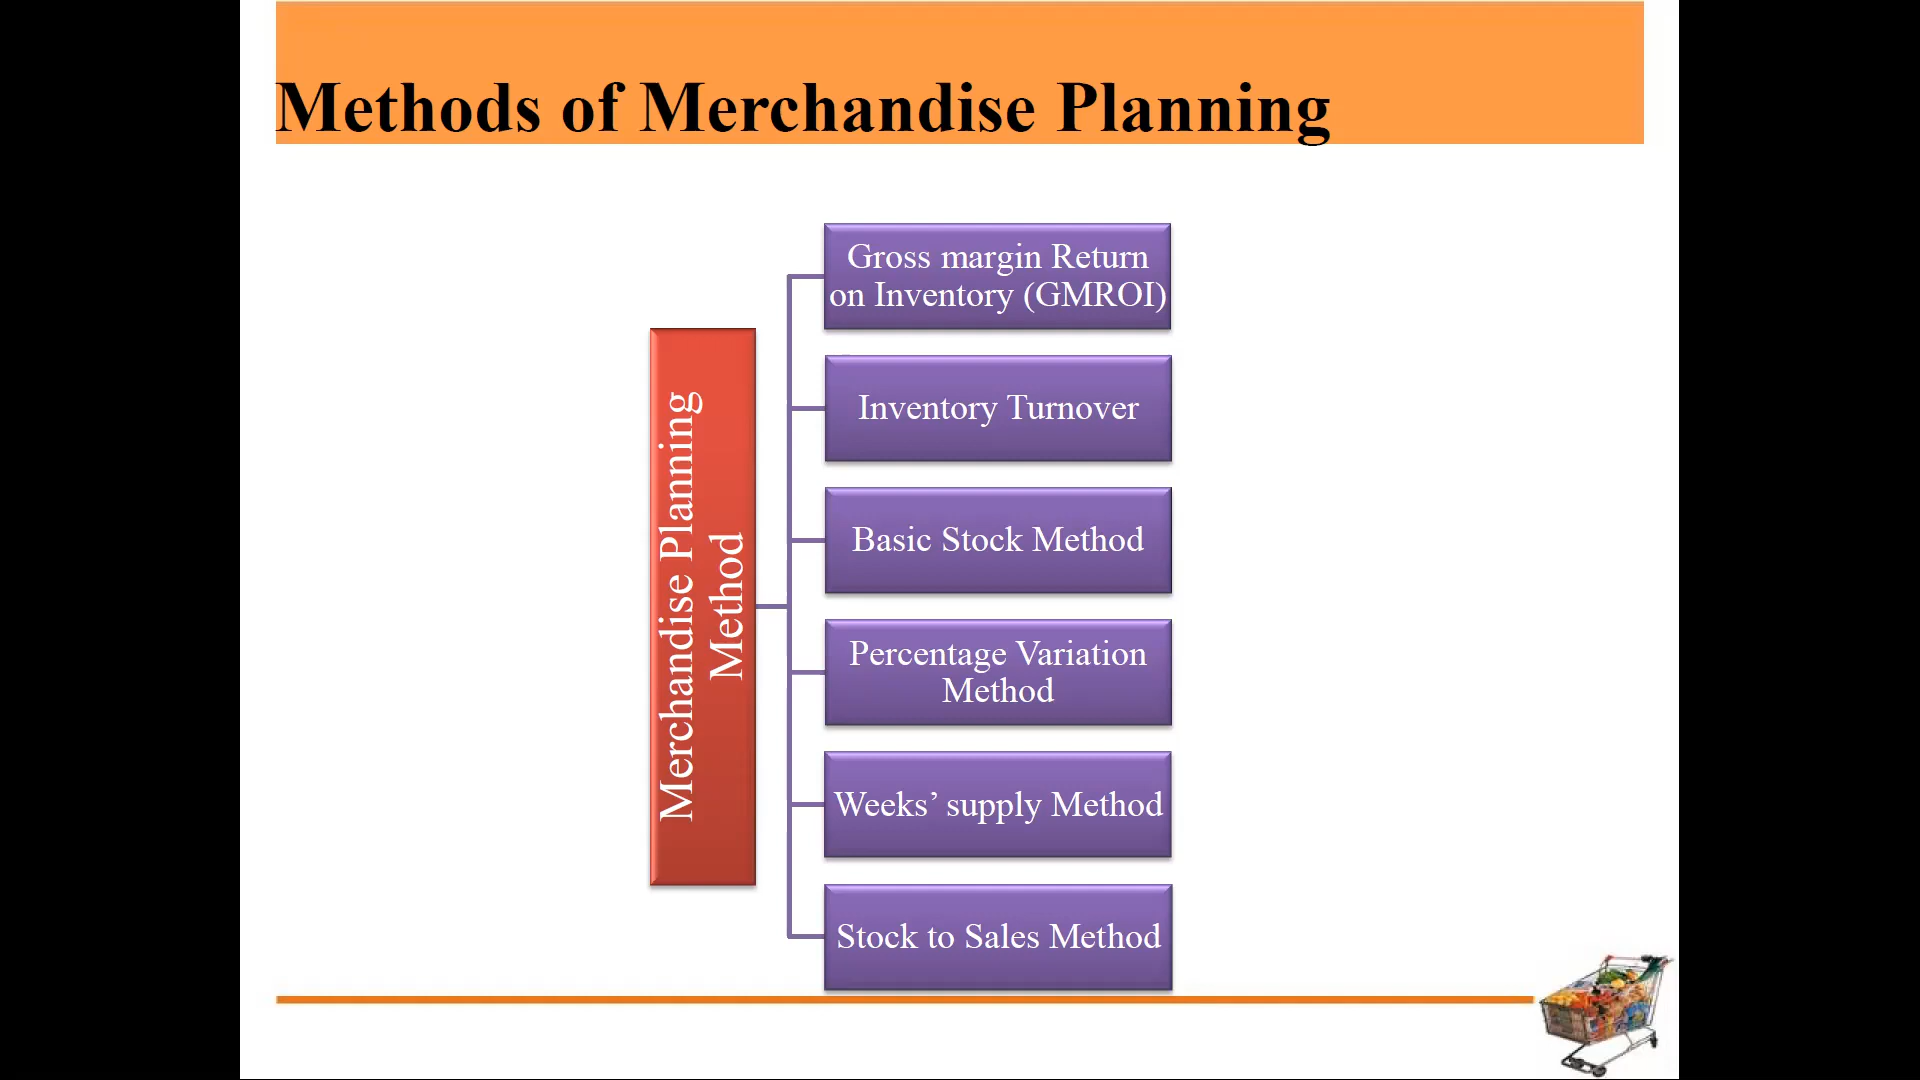 Methods of Merchandise Planning
Merchandise Planning
Method
Gross margin Return
on Inventory (GMROI)
Inventory Turnover
Basic Stock Method
Percentage Variation
Method
Weeks’ supply Method
Stock to Sales Method